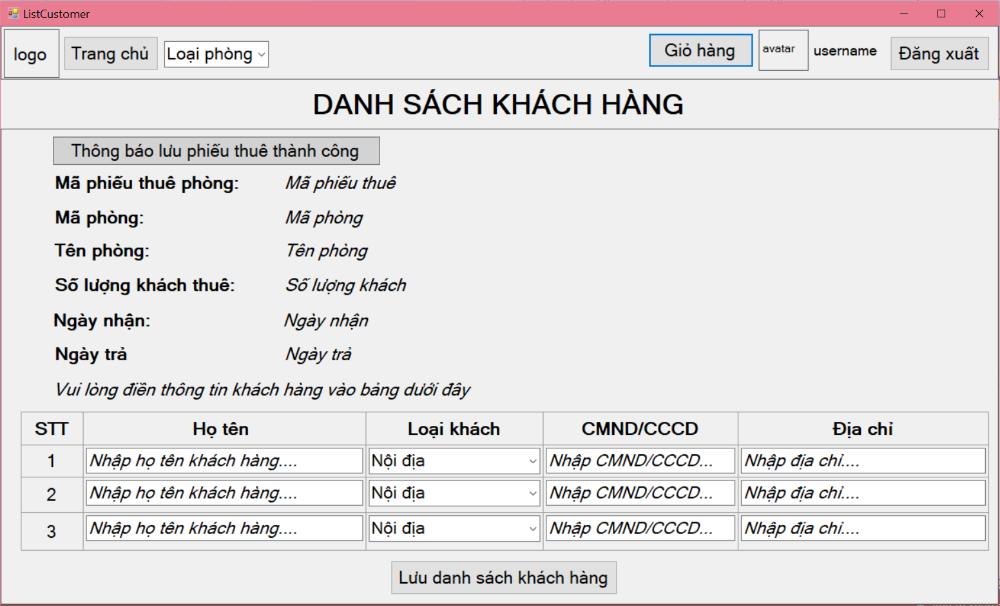 ListCustomer
logo Trang chủ Loại phòng Giỏ hàng avatar username Đăng xuất
DANH SÁCH KHÁCH HÀNG
Thông báo lưu phiếu thuê thành công
Mã phiếu thuê phòng: Mã phiếu thuê
Mã phòng: Mã phòng
Tên phòng: Tên phòng
Số lượng khách thuê: Số lượng khách
Ngày nhận: Ngày nhận
Ngày trả Ngày trả
Vui lòng điền thông tin khách hàng vào bảng dưới đây
STT Họ tên Loại khách CMND/CCCD Địa chỉ
1 Nhập họ tên khách hàng.... Nội địa Nhập CMND/CCCD... Nhập địa chỉ....
2 Nhập họ tên khách hàng.... Nội địa Nhập CMND/CCCD... Nhập địa chỉ....
3 Nhập họ tên khách hàng.... Nội địa Nhập CMND/CCCD... Nhập địa chỉ....
Lưu danh sách khách hàng